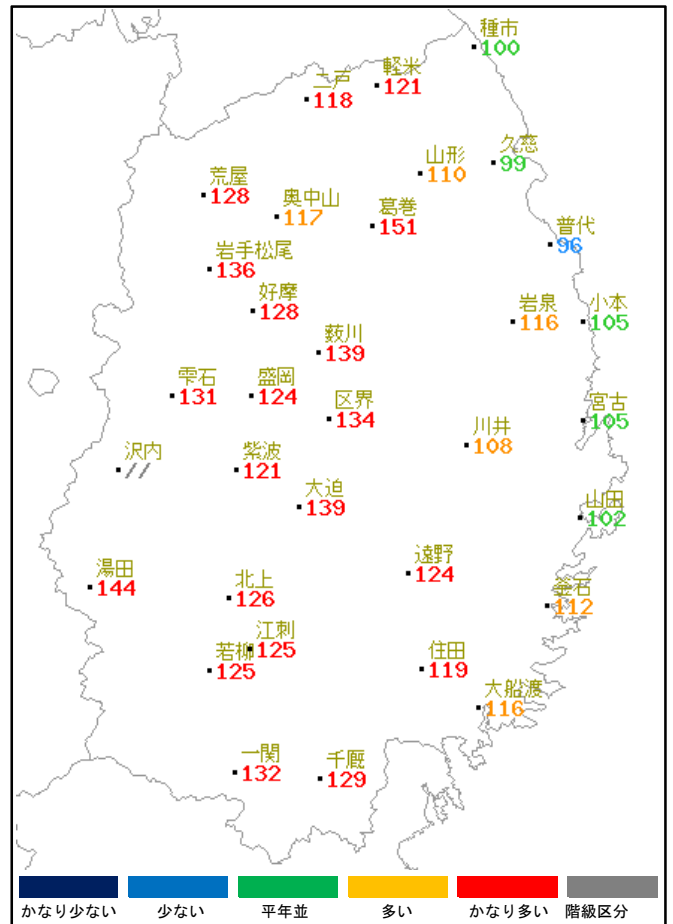 種市
100
軽米
121
二戸
118
久慈
99
山形
110
荒屋
128
奥中山
117
葛巻
151
普代
96
岩手松尾
136
好摩
128
岩泉
116
小本
105
薮川
139
雫石
131
盛岡
124
区界
134
宮古
105
川井
108
沢内
//
紫波
121
大迫
139
山田
102
湯田
144
北上
126
遠野
124
釜石
112
江刺
125
若柳
125
住田
119
大船渡
116
一関
132
千厩
129
かなり少ない 少ない 平年並 多い かなり多い 階級区分